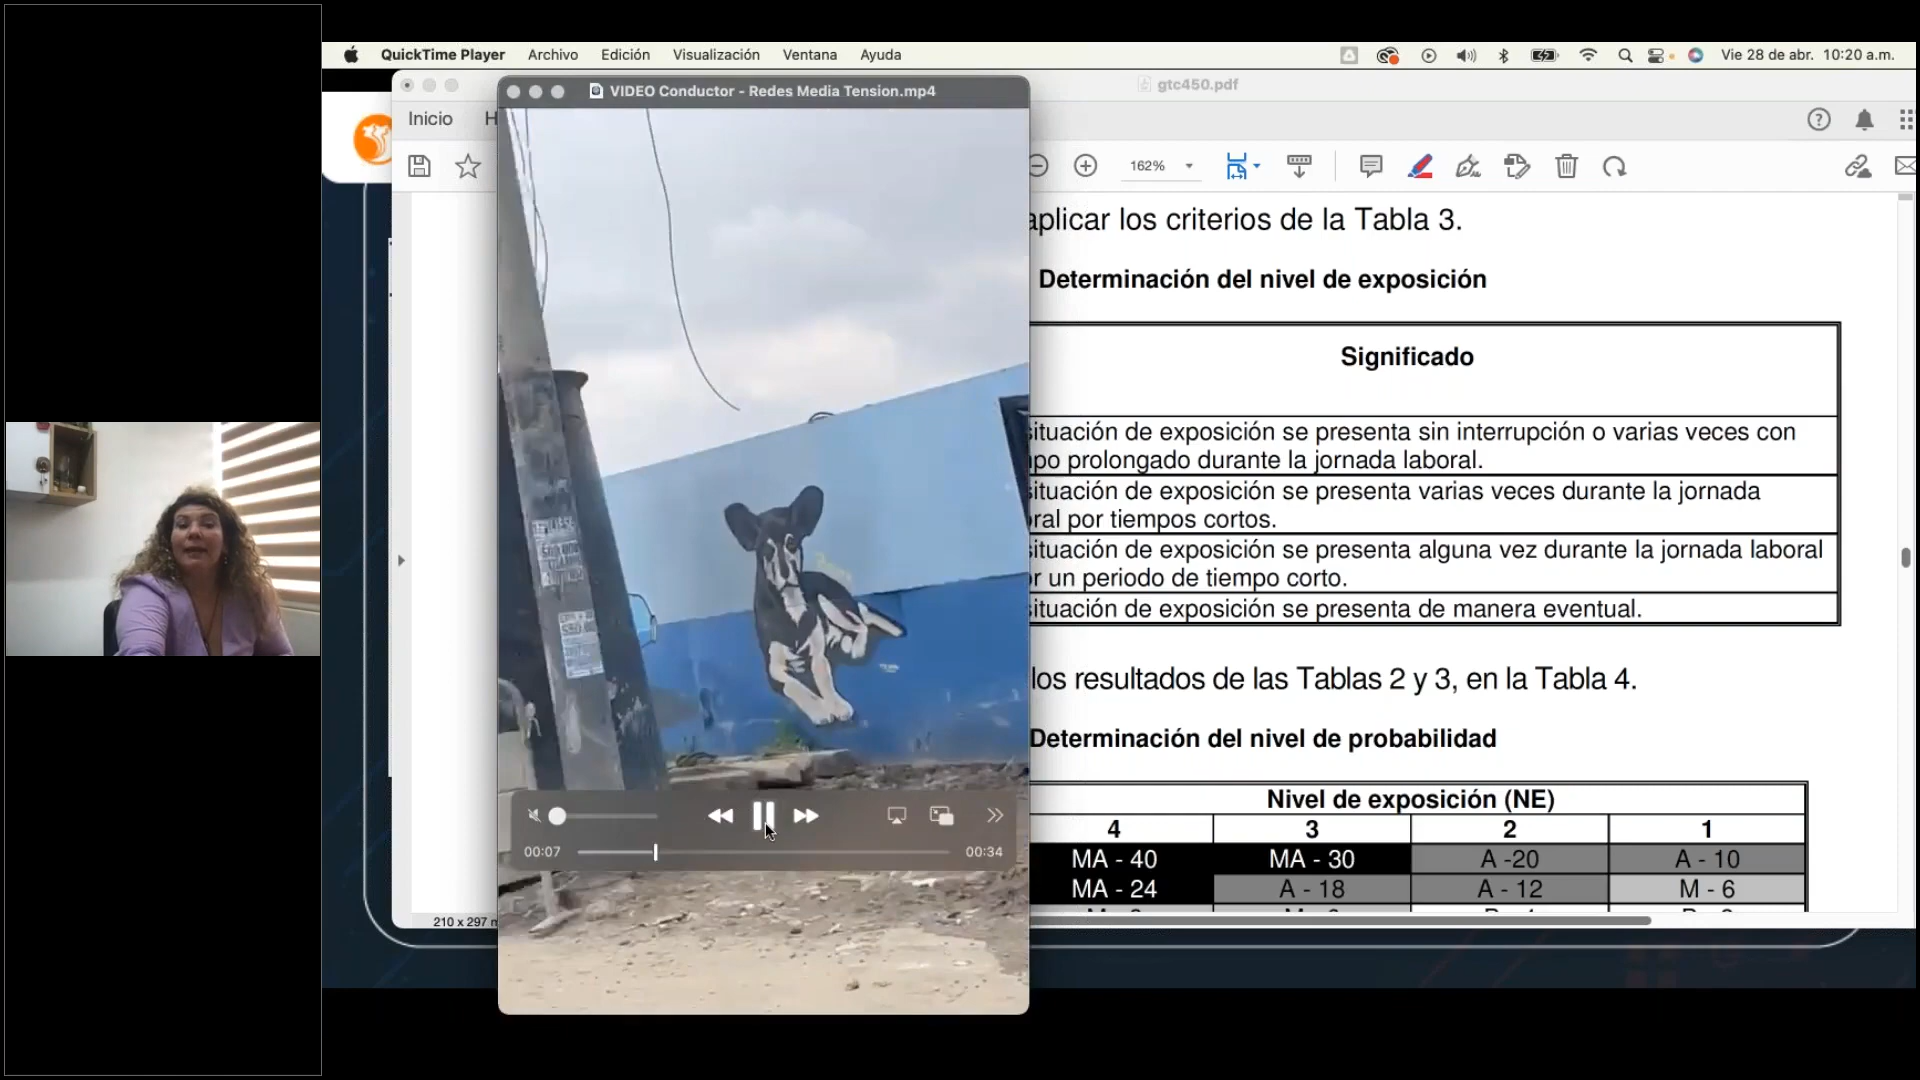 QuickTime Player Archivo Edición Visualización Ventana Ayuda
Vie 28 de abr. 10:20 a.m.
gtc450.pdf
VIDEO Conductor - Redes Media Tension.mp4
Inicio H
162%
aplicar los criterios de la Tabla 3.
Determinación del nivel de exposición
Significado
situación de exposición se presenta sin interrupción o varias veces con
po prolongado durante la jornada laboral.
situación de exposición se presenta varias veces durante la jornada
ral por tiempos cortos.
situación de exposición se presenta alguna vez durante la jornada laboral
r un periodo de tiempo corto.
situación de exposición se presenta de manera eventual.
los resultados de las Tablas 2 y 3, en la Tabla 4.
Determinación del nivel de probabilidad
Nivel de exposición (NE)
4 3 2 1
MA - 40 MA - 30 A -20 A - 10
MA - 24 A - 18 A - 12 M - 6
00:07 00:34
210 x 297 m